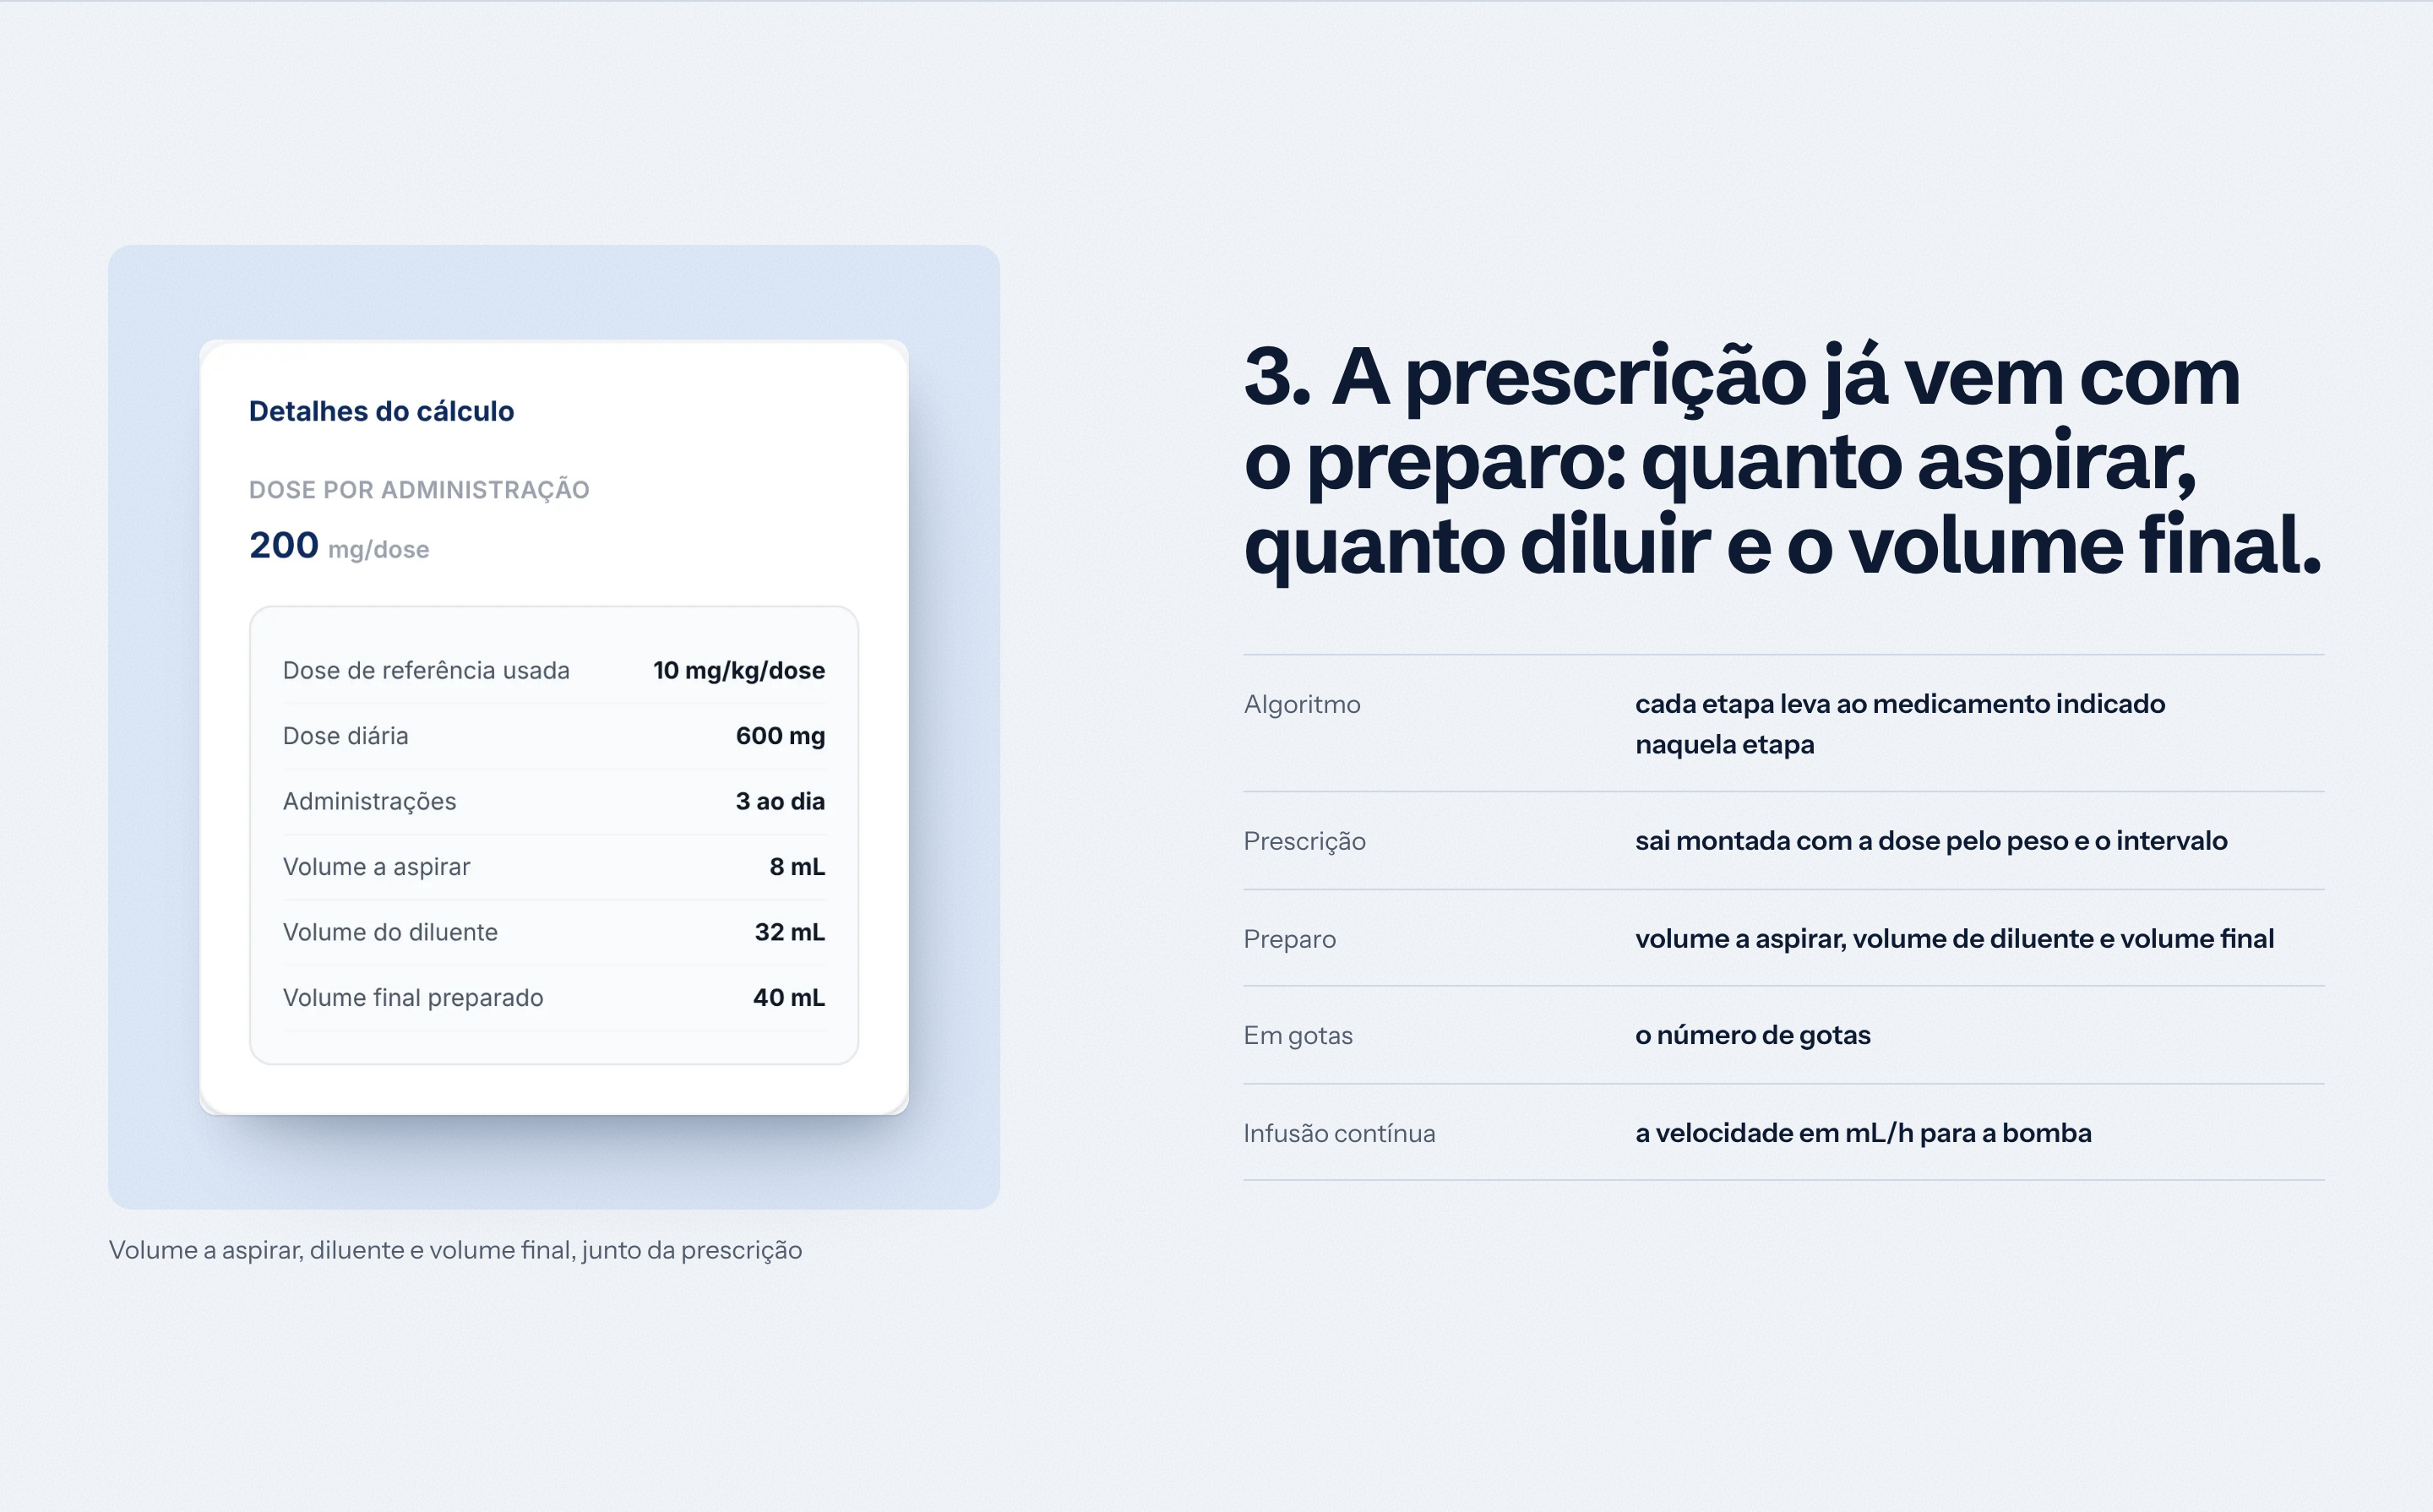 Detalhes do cálculo
DOSE POR ADMINISTRAÇÃO
200 mg/dose
Dose de referência usada 10 mg/kg/dose
Dose diária 600 mg
Administrações 3 ao dia
Volume a aspirar 8 mL
Volume do diluente 32 mL
Volume final preparado 40 mL
Volume a aspirar, diluente e volume final, junto da prescrição
3. A prescrição já vem com
o preparo: quanto aspirar,
quanto diluir e o volume final.
Algoritmo cada etapa leva ao medicamento indicado
naquela etapa
Prescrição sai montada com a dose pelo peso e o intervalo
Preparo volume a aspirar, volume de diluente e volume final
Em gotas o número de gotas
Infusão contínua a velocidade em mL/h para a bomba